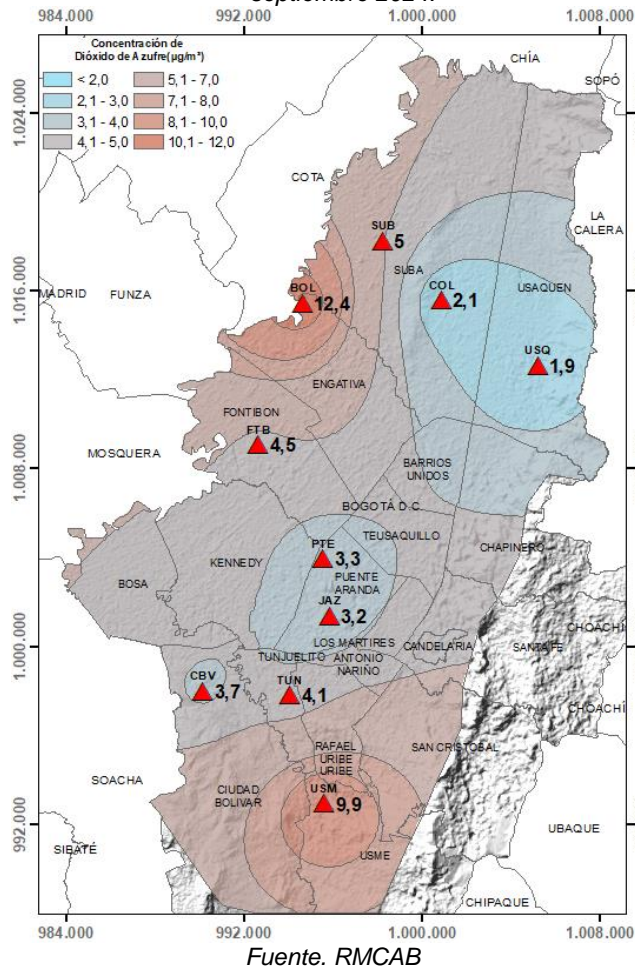 septiembre 2024.
984.000 992.000 1.000.000 1.008.000
Concentración de
Dióxido de Azufre(µg/m³)
< 2,0
2,1 - 3,0
3,1 - 4,0
4,1 - 5,0
5,1 - 7,0
7,1 - 8,0
8,1 - 10,0
10,1 - 12,0
CHÍA
SOPÓ
1.024.000
COTA
LA
CALERA
SUB
5
SUBA
USAQUEN
1.016.000
MADRID
FUNZA
BOL
12,4
COL
2,1
USQ
1,9
ENGATIVA
FONTIBON
FTB
4,5
MOSQUERA
BARRIOS
UNIDOS
1.008.000
BOGOTÁ D.C.
TEUSAQUILLO
CHAPINERO
PTE
3,3
KENNEDY
BOSA
PUENTE
ARANDA
JAZ
3,2
CHOACHÍ
1.000.000
LOS MARTIRES
CANDELARIA
SANTA FE
TUNJUELITO
ANTONIO
NARIÑO
CBV
3,7
TUN
4,1
CHOACHÍ
RAFAEL
URIBE
URIBE
SAN CRISTOBAL
SOACHA
CIUDAD
BOLIVAR
USM
9,9
992.000
SIBATÉ
USME
UBAQUE
CHIPAQUE
984.000 992.000 1.000.000 1.008.000
Fuente. RMCAB